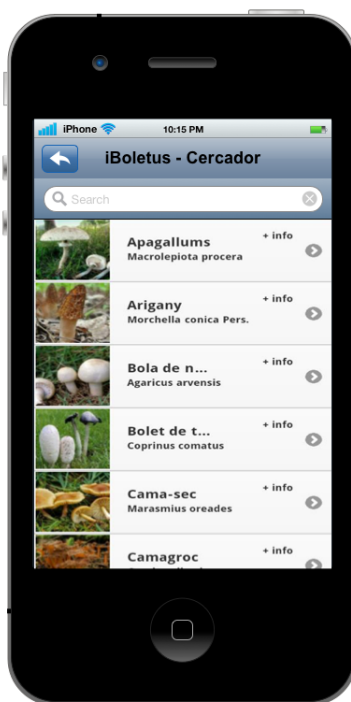 iPhone 10:15 PM
iBoletus - Cercador
Search
Apagallums + info
Macrolepiota procera
Arigany + info
Morchella conica Pers.
Bola de n... + info
Agaricus arvensis
Bolet de t... + info
Coprinus comatus
Cama-sec + info
Marasmius oreades
Camagroc + info